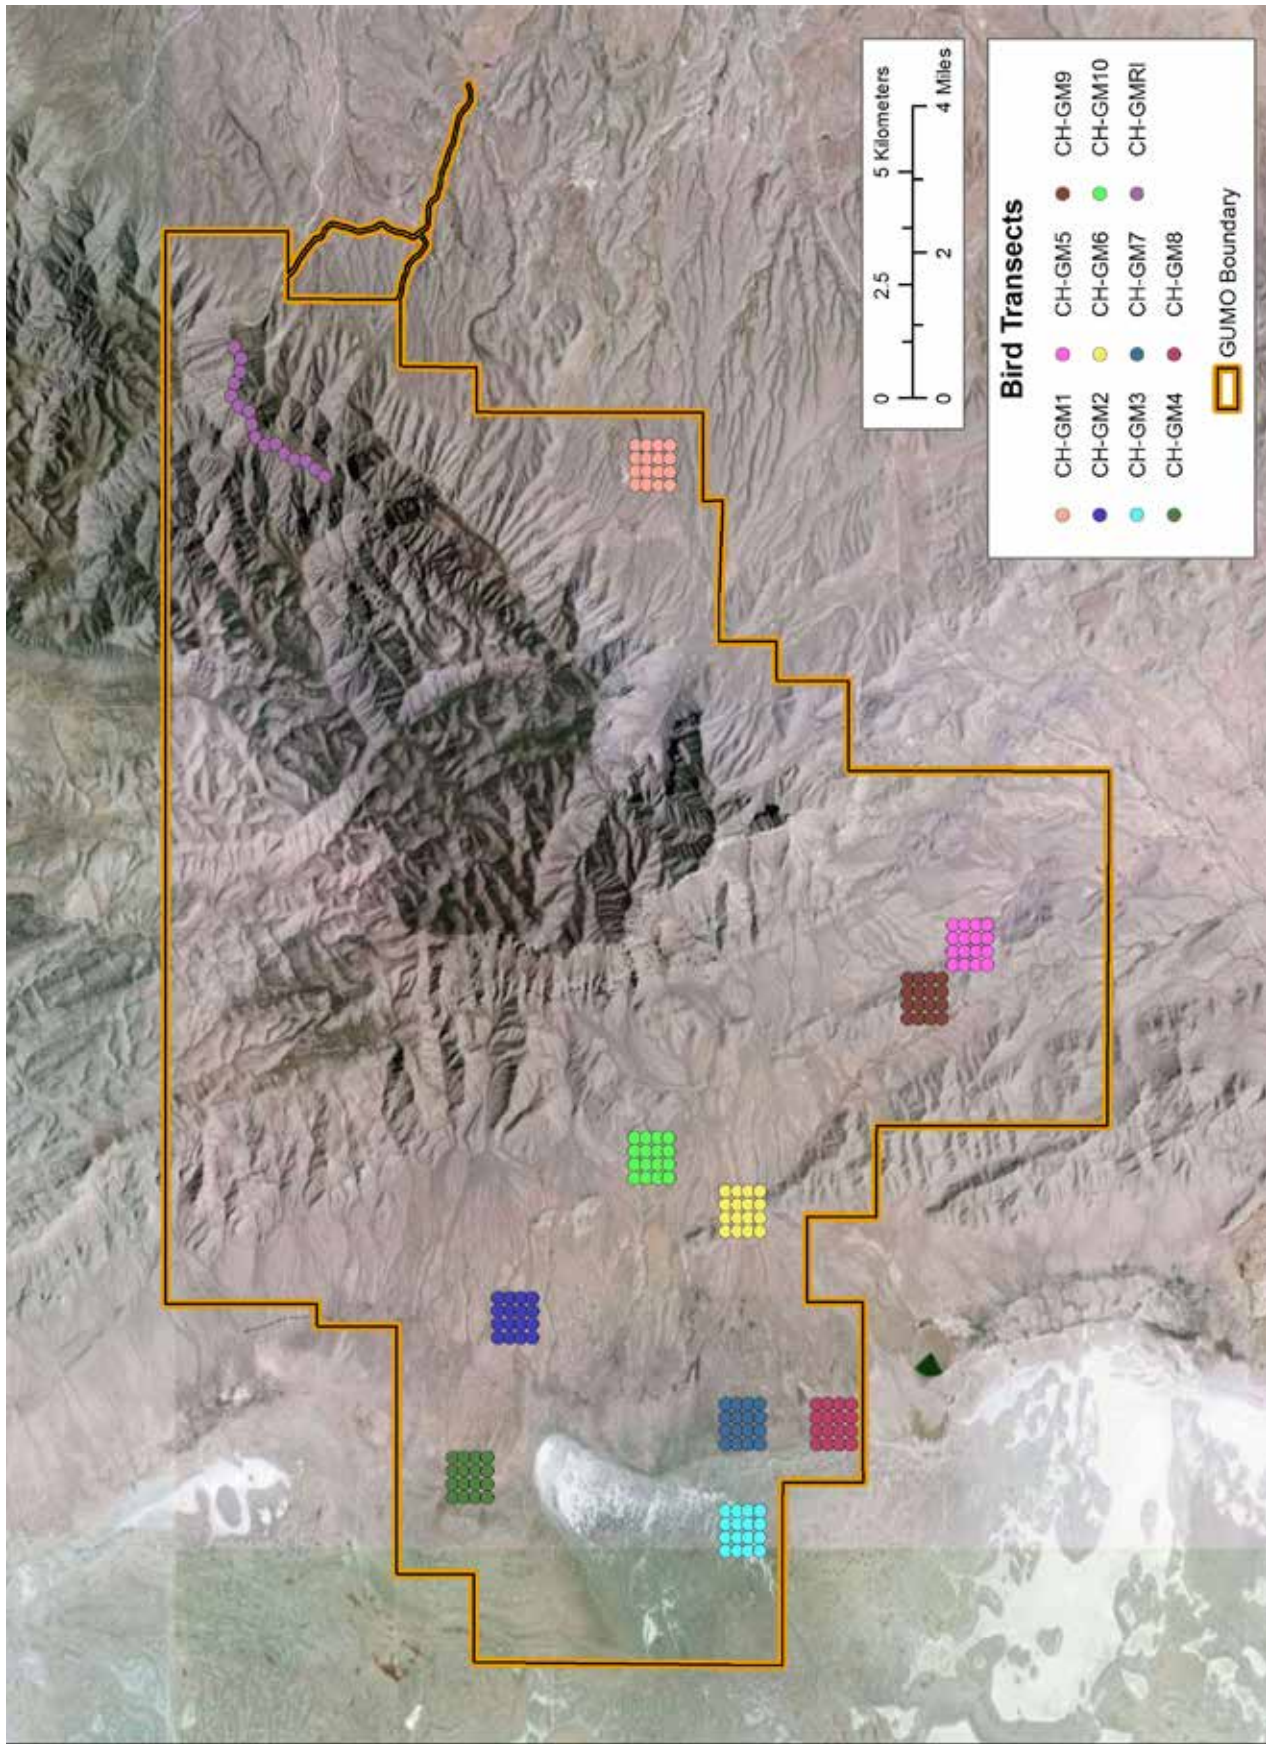 0 2.5 5 Kilometers
0 2 4 Miles
Bird Transects
CH-GM1 CH-GM5 CH-GM9
CH-GM2 CH-GM6 CH-GM10
CH-GM3 CH-GM7 CH-GMRI
CH-GM4 CH-GM8
GUMO Boundary